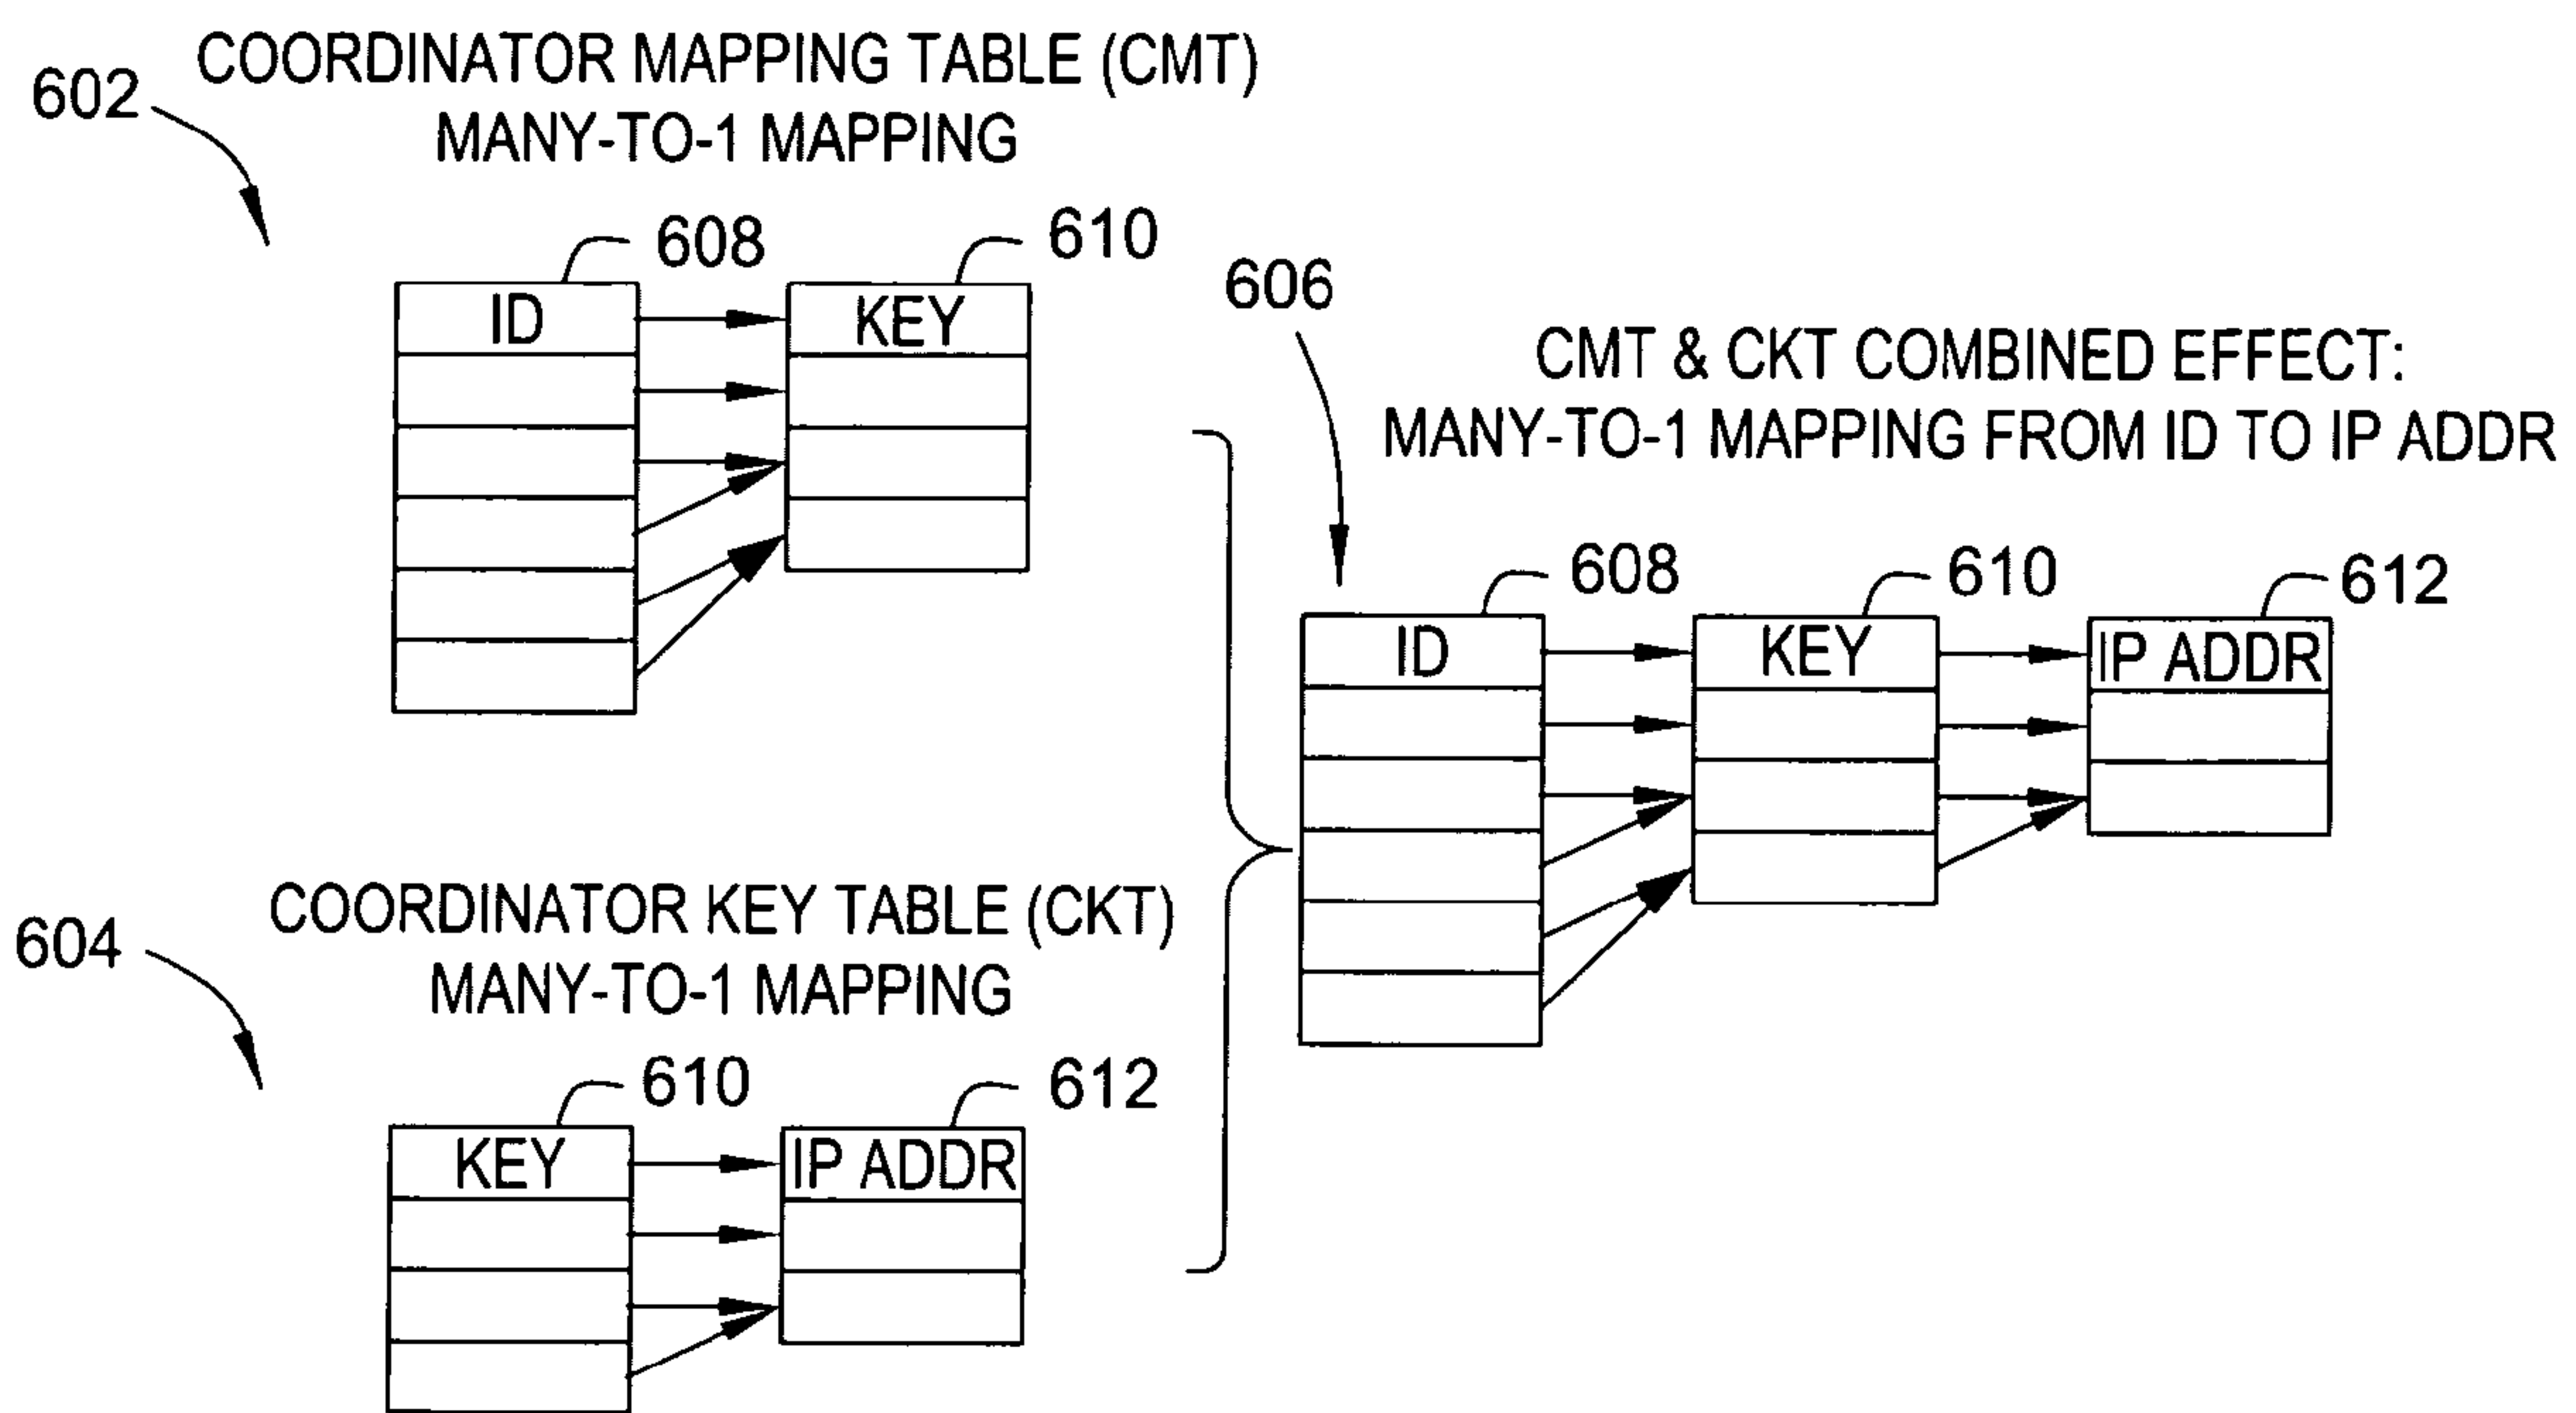 602
COORDINATOR MAPPING TABLE (CMT)
MANY-TO-1 MAPPING
608
610
ID
KEY
604
COORDINATOR KEY TABLE (CKT)
MANY-TO-1 MAPPING
610
612
KEY
IP ADDR
606
CMT & CKT COMBINED EFFECT:
MANY-TO-1 MAPPING FROM ID TO IP ADDR
608
610
612
ID
KEY
IP ADDR